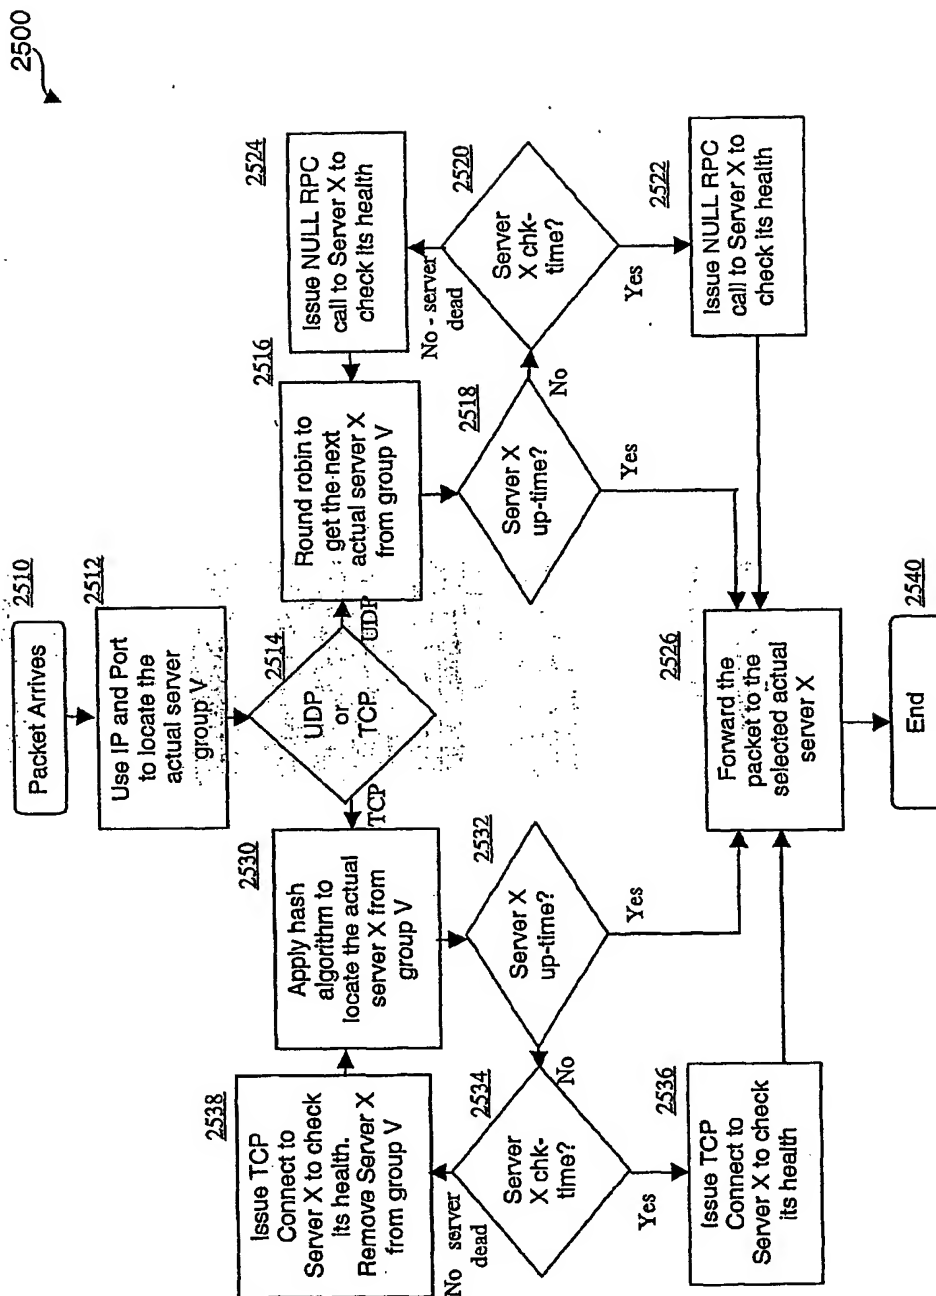 2500
2510
Packet Arrives
2512
Use IP and Port
to locate the
actual server
group V
2514
UDP
or
TCP
UDP
TCP
2516
Round robin to
get the next
actual server X
from group V
2518
Server X
up-time?
No
Yes
2520
Server
X chk-
time?
No - server
dead
Yes
2524
Issue NULL RPC
call to Server X to
check its health
2522
Issue NULL RPC
call to Server X to
check its health
2530
Apply hash
algorithm to
locate the actual
server X from
group V
2532
Server X
up-time?
No
Yes
2534
Server
X chk-
time?
No server
dead
Yes
2538
Issue TCP
Connect to
Server X to check
its health.
Remove Server X
from group V
2536
Issue TCP
Connect to
Server X to check
its health
2526
Forward the
packet to the
selected actual
server X
2540
End